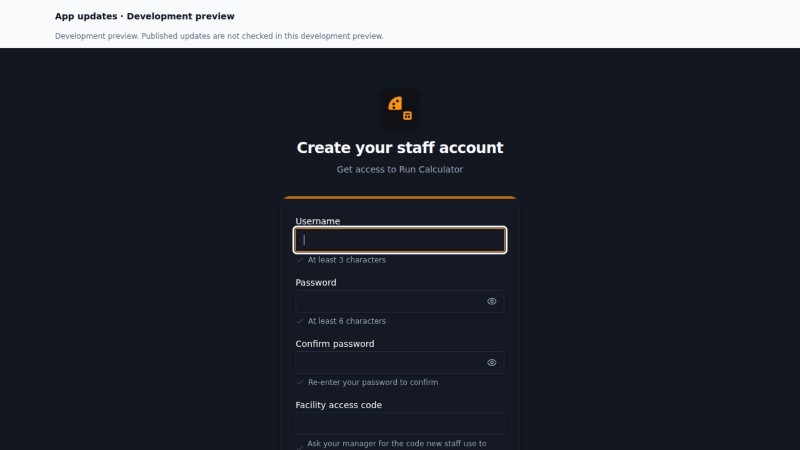 App updates · Development preview
Development preview. Published updates are not checked in this development preview.
Create your staff account
Get access to Run Calculator
Username
At least 3 characters
Password
At least 6 characters
Confirm password
Re-enter your password to confirm
Facility access code
Ask your manager for the code new staff use to